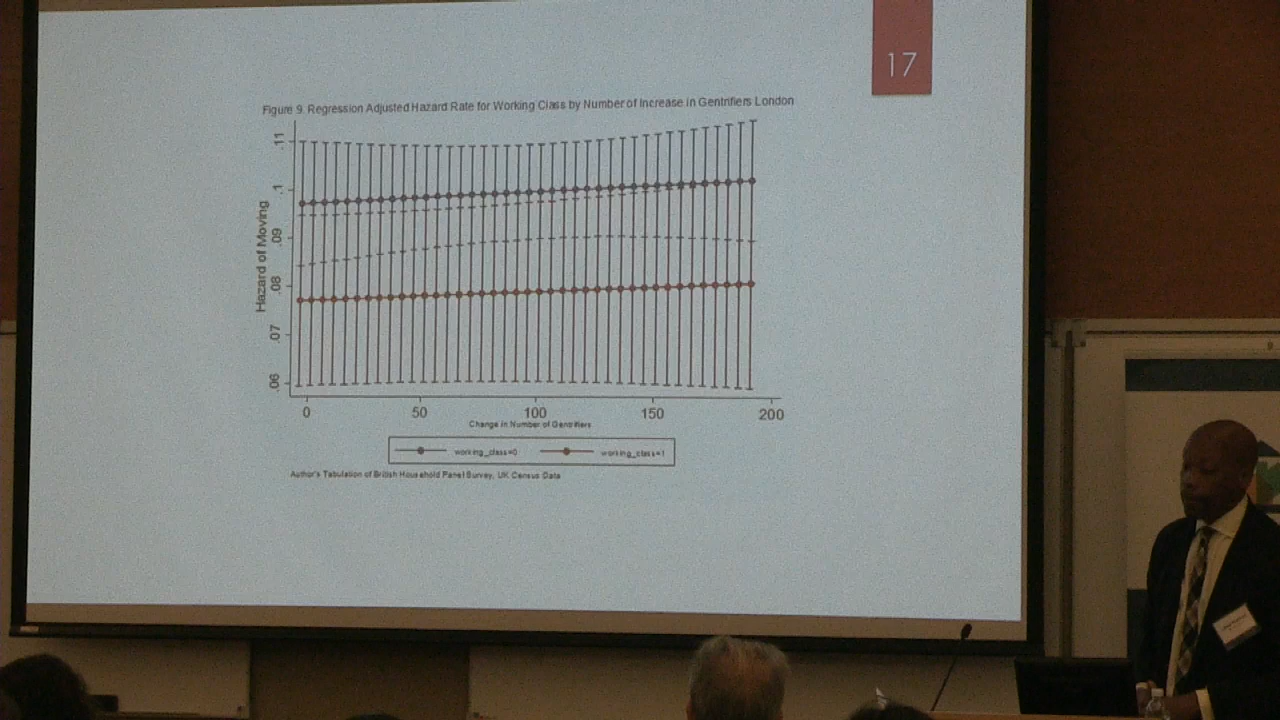 17
Figure 9. Regression Adjusted Hazard Rate for Working Class by Number of Increase in Gentrifiers London
.11
.1
.09
.08
.07
.06
Hazard of Moving
0 50 100 150 200
Change in Number of Gentrifiers
working_class=0 working_class=1
Author's Tabulation of British Household Panel Survey, UK Census Data